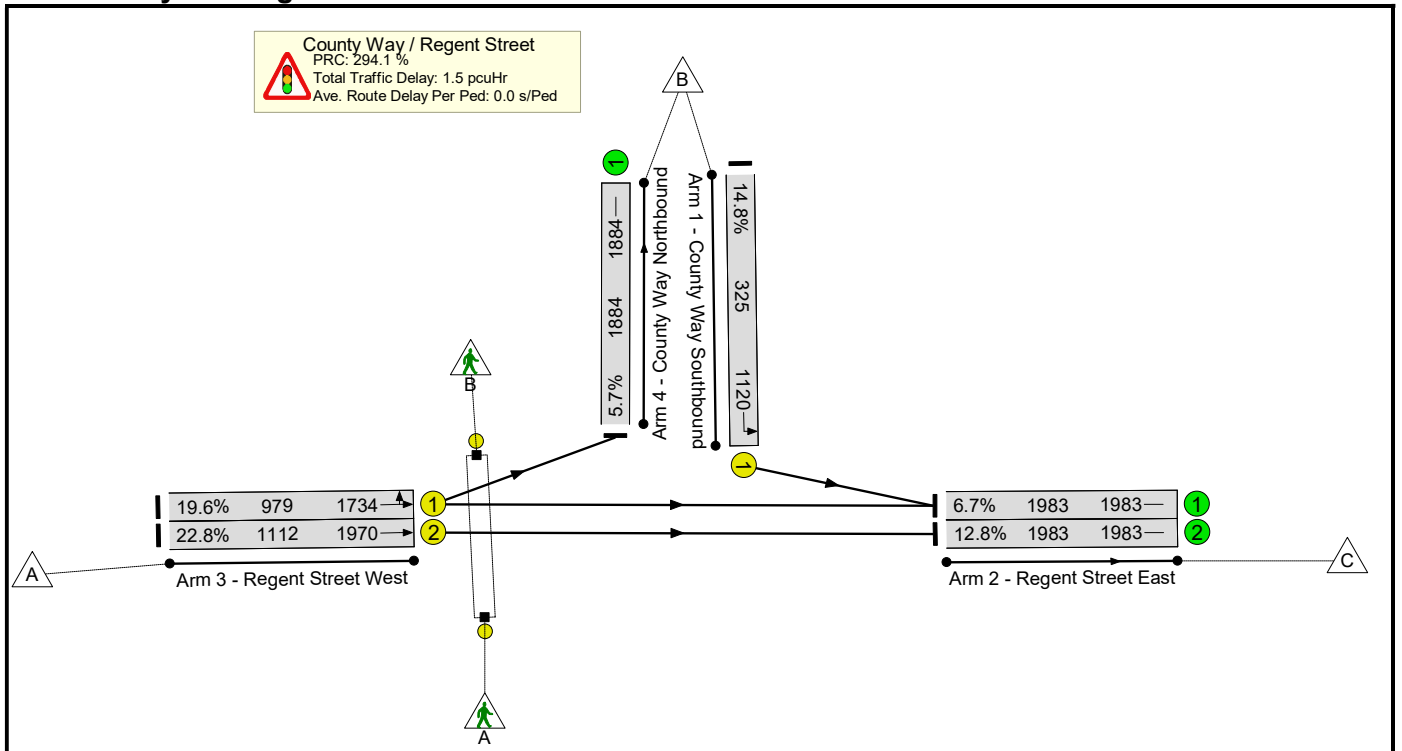 County Way / Regent Street
PRC: 294.1 %
Total Traffic Delay: 1.5 pcuHr
Ave. Route Delay Per Ped: 0.0 s/Ped
B
1
1884
1884
5.7%
Arm 4 - County Way Northbound
Arm 1 - County Way Southbound
14.8%
325
1120
1
B
19.6% 979 1734
1
22.8% 1112 1970
2
A
Arm 3 - Regent Street West
6.7% 1983 1983
1
12.8% 1983 1983
2
Arm 2 - Regent Street East
C
A